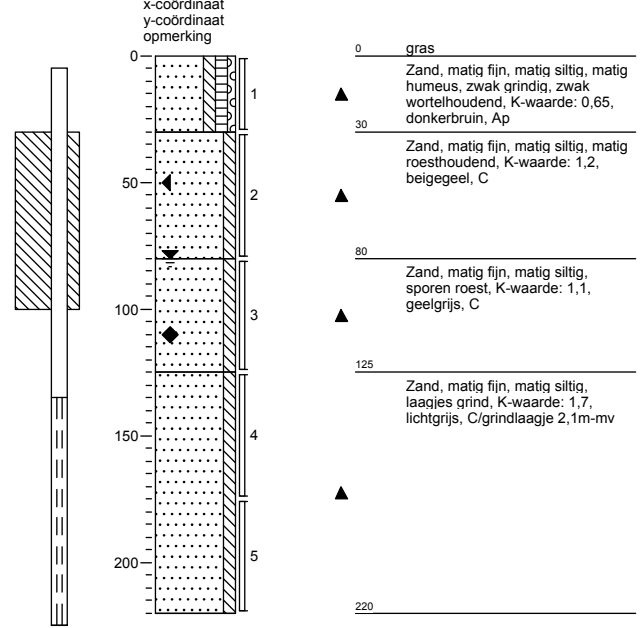 x-coördinaat
y-coördinaat
opmerking
0
50
100
150
200
1
2
3
4
5
0 gras
Zand, matig fijn, matig siltig, matig
humeus, zwak grindig, zwak
wortelhoudend, K-waarde: 0,65,
donkerbruin, Ap
30
Zand, matig fijn, matig siltig, matig
roesthoudend, K-waarde: 1,2,
beigegeel, C
80
Zand, matig fijn, matig siltig,
sporen roest, K-waarde: 1,1,
geelgrijs, C
125
Zand, matig fijn, matig siltig,
laagjes grind, K-waarde: 1,7,
lichtgrijs, C/grindlaagje 2,1m-mv
220